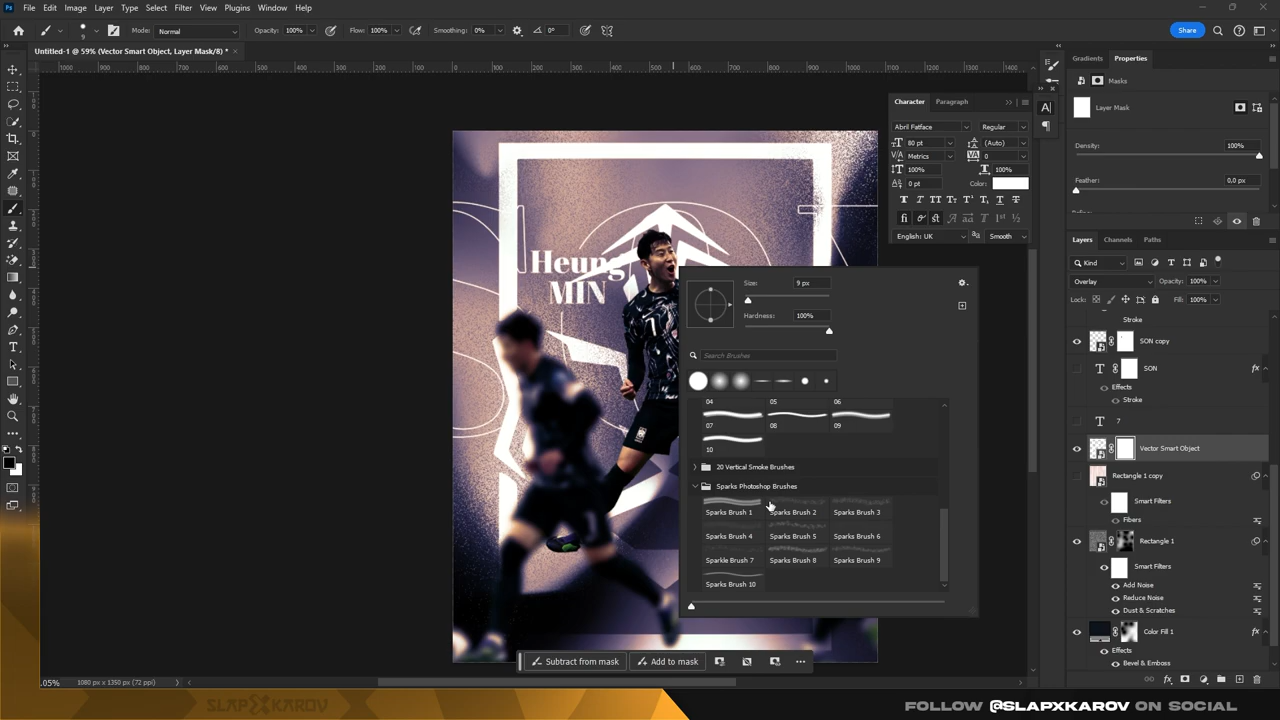 Ps File Edit Image Layer Type Select Filter View Plugins Window Help
9 Mode: Normal Opacity: 100% Flow: 100% Smoothing: 0% 0° Share
Untitled-1 @ 59% (Vector Smart Object, Layer Mask/8) * ×
Gradients Properties
Masks
Layer Mask
Density: 100%
Feather: 0,0 px
Character Paragraph
Abril Fatface Regular
80 pt (Auto)
Metrics 0
100% 100%
0 pt Color:
English: UK aa Smooth
Layers Channels Paths
Kind
Overlay Opacity: 100%
Lock: Fill: 100%
Stroke
SON copy
SON fx
Effects
Stroke
7
Vector Smart Object
Rectangle 1 copy
Smart Filters
Fibers
Rectangle 1
Smart Filters
Add Noise
Reduce Noise
Dust & Scratches
Color Fill 1 fx
Effects
Bevel & Emboss
Heung
MIN
Size: 9 px
Hardness: 100%
Search Brushes
04 05 06
07 08 09
10
20 Vertical Smoke Brushes
Sparks Photoshop Brushes
Sparks Brush 1 Sparks Brush 2 Sparks Brush 3
Sparks Brush 4 Sparks Brush 5 Sparks Brush 6
Sparkle Brush 7 Sparks Brush 8 Sparks Brush 9
Sparks Brush 10
Subtract from mask Add to mask
.05% 1080 px x 1350 px (72 ppi)
SLAPXKAROV
FOLLOW @SLAPXKAROV ON SOCIAL